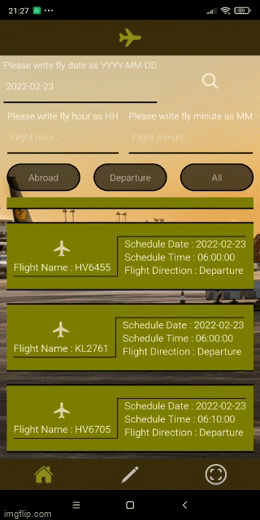 21:27
Please write fly date as YYYY-MM-DD
2022-02-23
Please write fly hour as HH
Please write fly minute as MM
Flight hour...
Flight minute...
Abroad
Departure
All
Schedule Date : 2022-02-23
Schedule Time : 06:00:00
Flight Name : HV6455
Flight Direction : Departure
Schedule Date : 2022-02-23
Schedule Time : 06:00:00
Flight Name : KL2761
Flight Direction : Departure
Schedule Date : 2022-02-23
Schedule Time : 06:10:00
Flight Name : HV6705
Flight Direction : Departure
imgflip.com